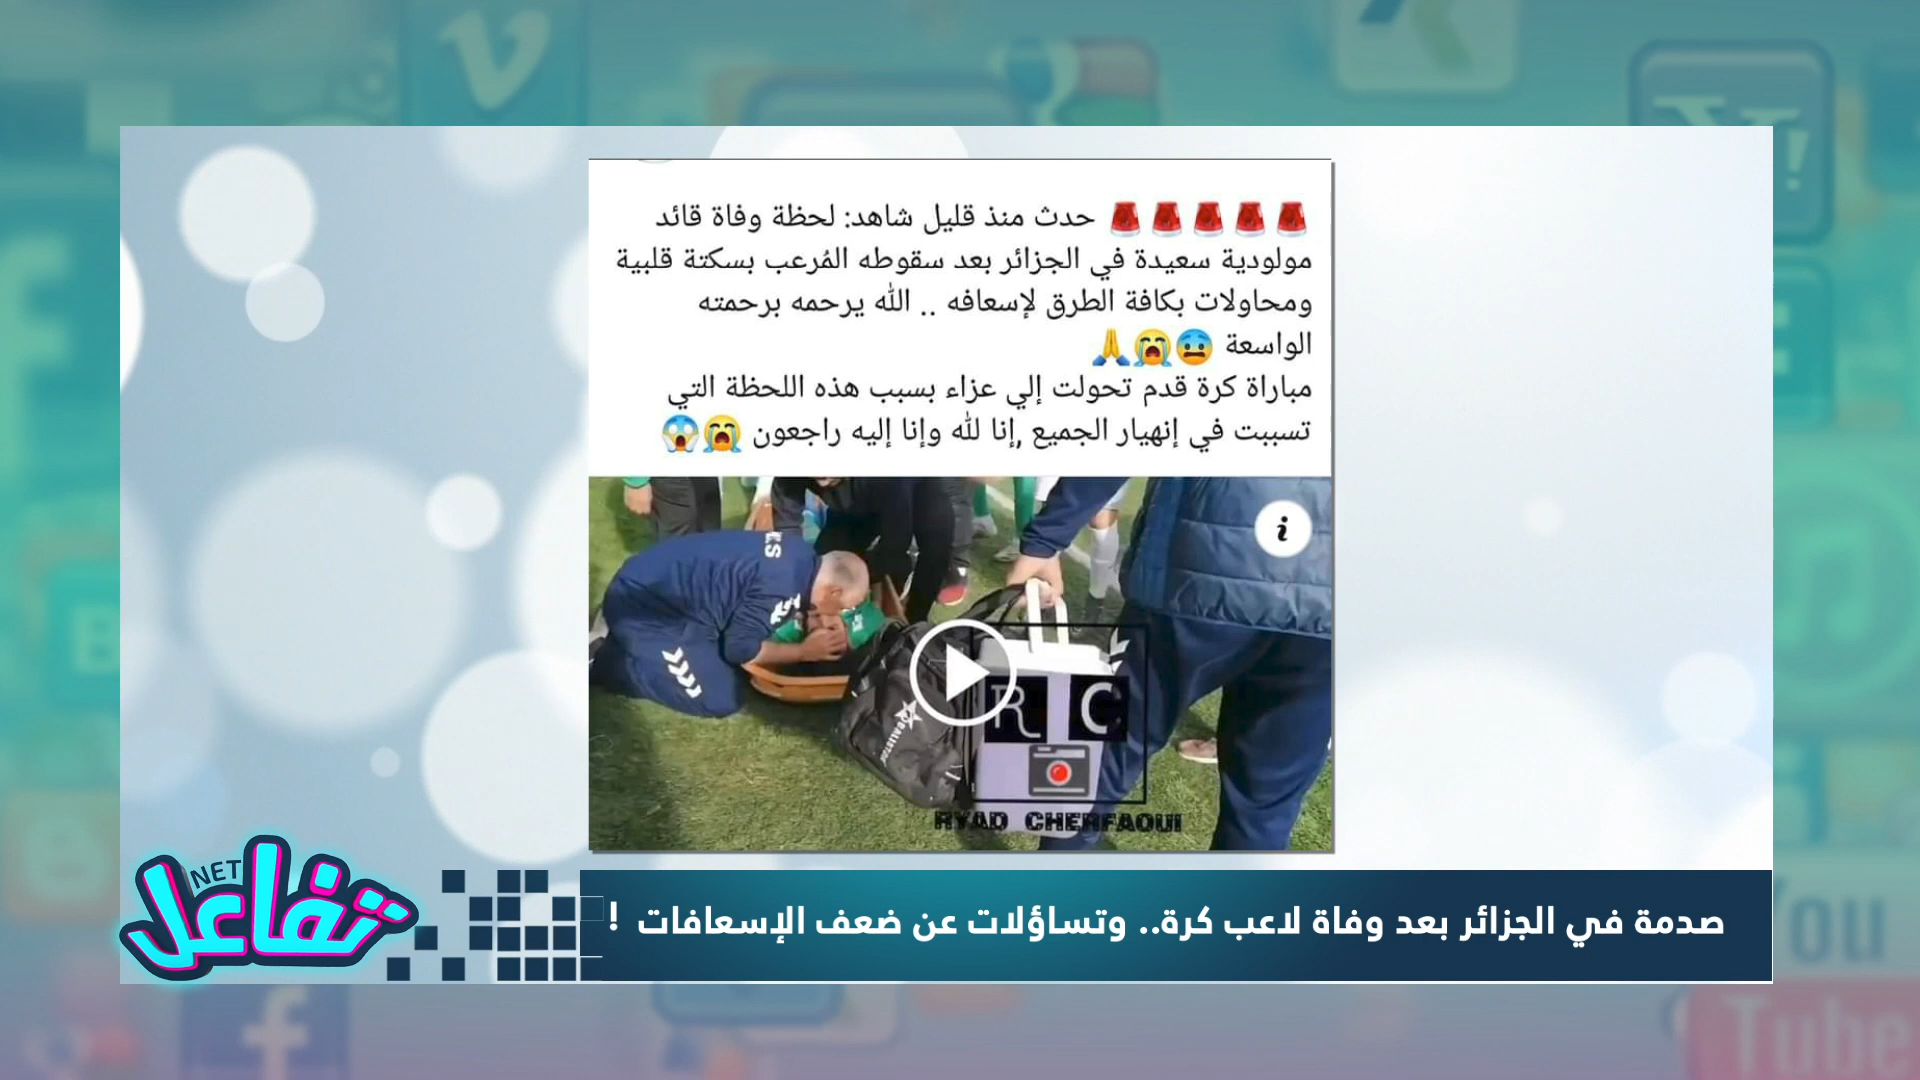 حدث منذ قليل شاهد: لحظة وفاة قائد
مولودية سعيدة في الجزائر بعد سقوطه المُرعب بسكتة قلبية
ومحاولات بكافة الطرق لإسعافه .. الله يرحمه برحمته
الواسعة
مباراة كرة قدم تحولت إلي عزاء بسبب هذه اللحظة التي
تسببت في إنهيار الجميع ,إنا لله وإنا إليه راجعون
R C
RYAD CHERFAOUI
صدمة في الجزائر بعد وفاة لاعب كرة.. وتساؤلات عن ضعف الإسعافات !
تفاعل
NET
You
Tube